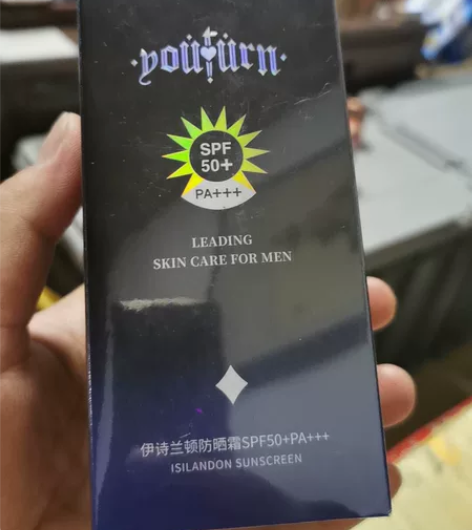 ·yoütürn·
SPF
50+
PA+++
LEADING
SKIN CARE FOR MEN
伊诗兰顿防晒霜SPF50+PA+++
ISILANDON SUNSCREEN